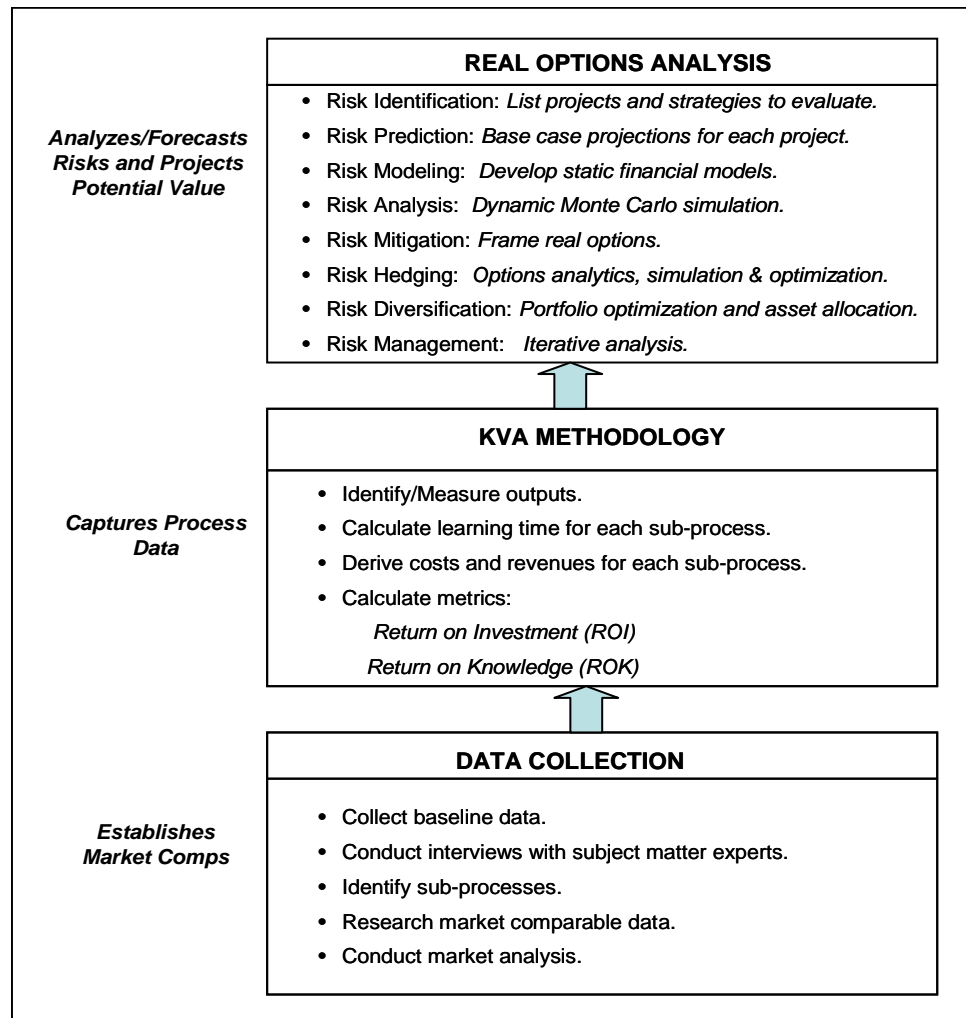 REAL OPTIONS ANALYSIS
Analyzes/Forecasts
Risks and Projects
Potential Value
• Risk Identification: List projects and strategies to evaluate.
• Risk Prediction: Base case projections for each project.
• Risk Modeling: Develop static financial models.
• Risk Analysis: Dynamic Monte Carlo simulation.
• Risk Mitigation: Frame real options.
• Risk Hedging: Options analytics, simulation & optimization.
• Risk Diversification: Portfolio optimization and asset allocation.
• Risk Management: Iterative analysis.
KVA METHODOLOGY
Captures Process
Data
• Identify/Measure outputs.
• Calculate learning time for each sub-process.
• Derive costs and revenues for each sub-process.
• Calculate metrics:
Return on Investment (ROI)
Return on Knowledge (ROK)
DATA COLLECTION
Establishes
Market Comps
• Collect baseline data.
• Conduct interviews with subject matter experts.
• Identify sub-processes.
• Research market comparable data.
• Conduct market analysis.